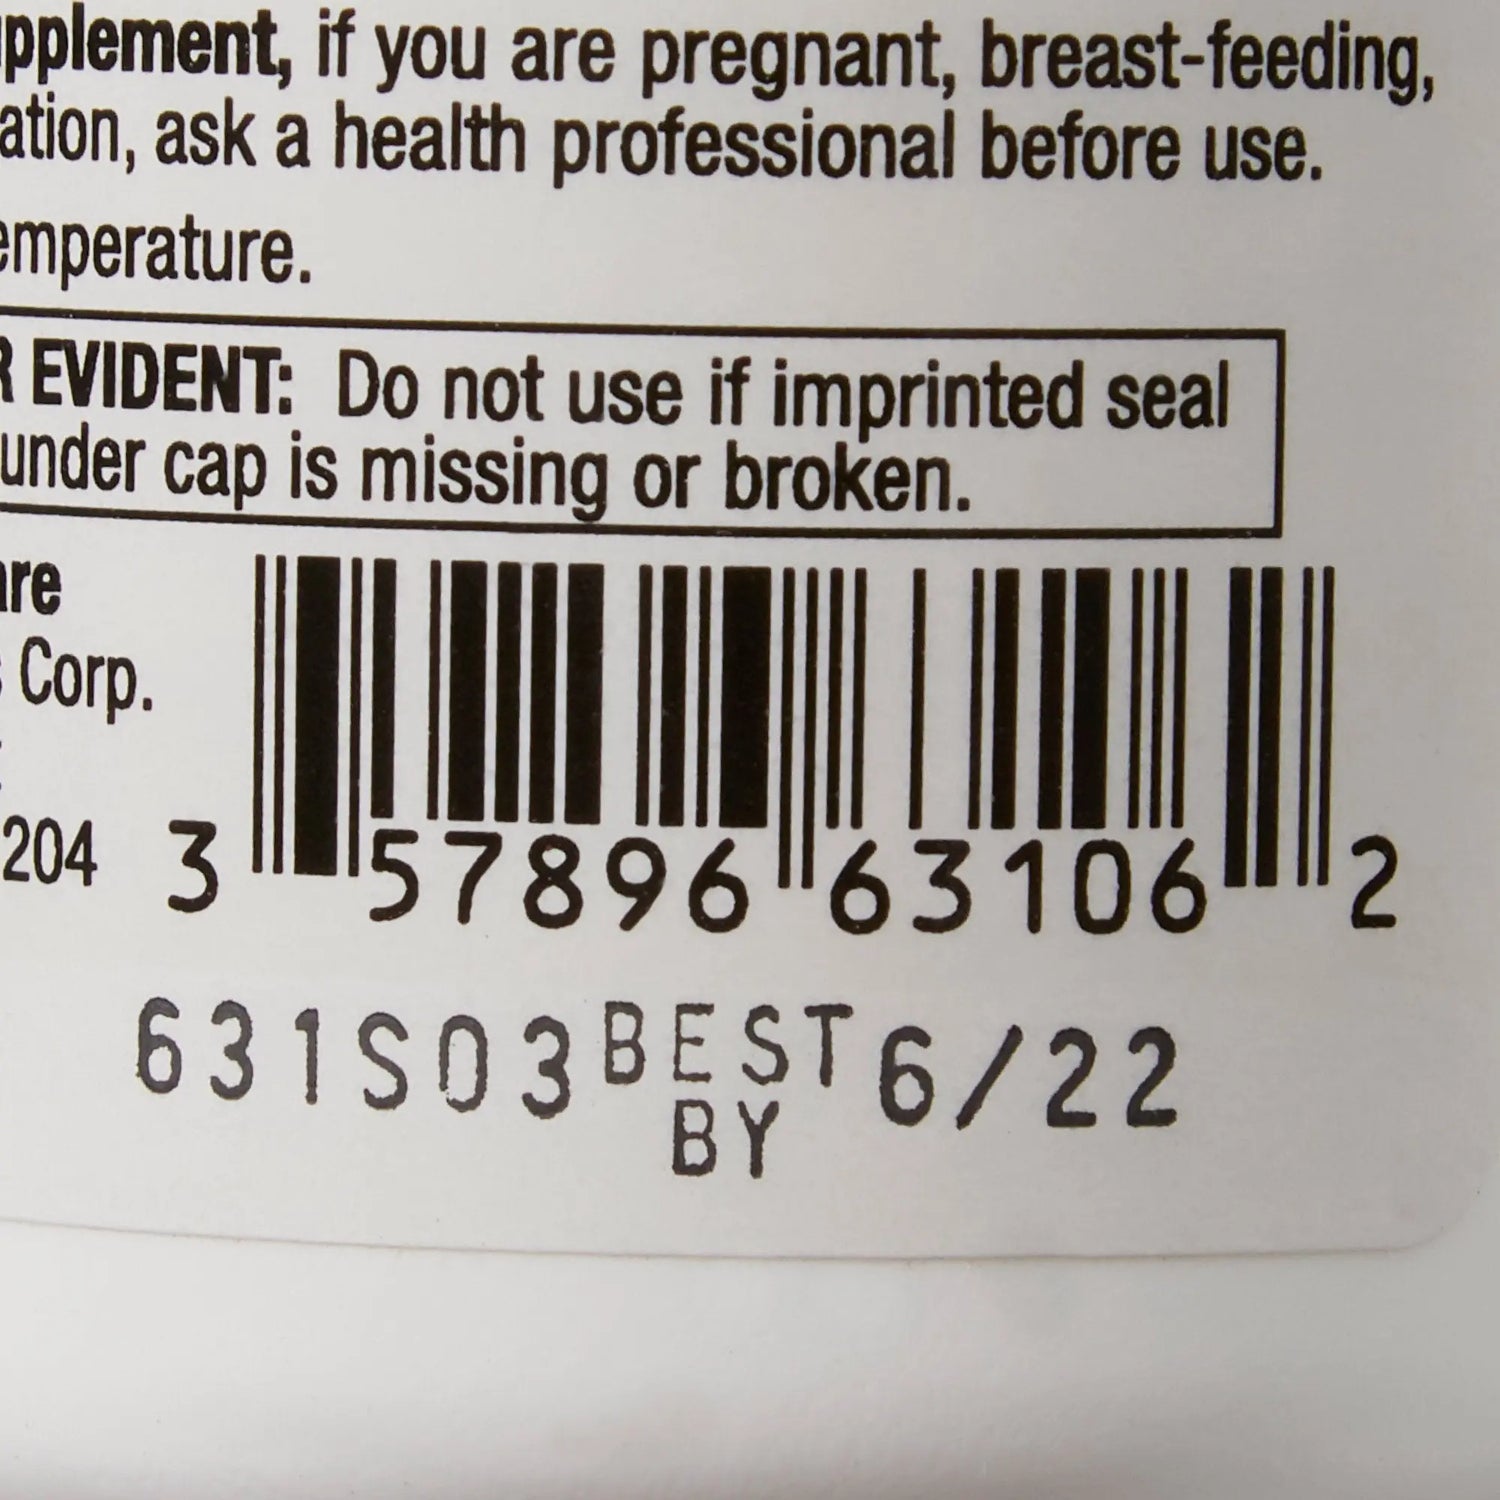 pplement, if you are pregnant, breast-feeding,
ation, ask a health professional before use.
emperature.
R EVIDENT: Do not use if imprinted seal
under cap is missing or broken.
are
Corp.
204
3 57896 63106 2
631S03 BEST BY 6/22